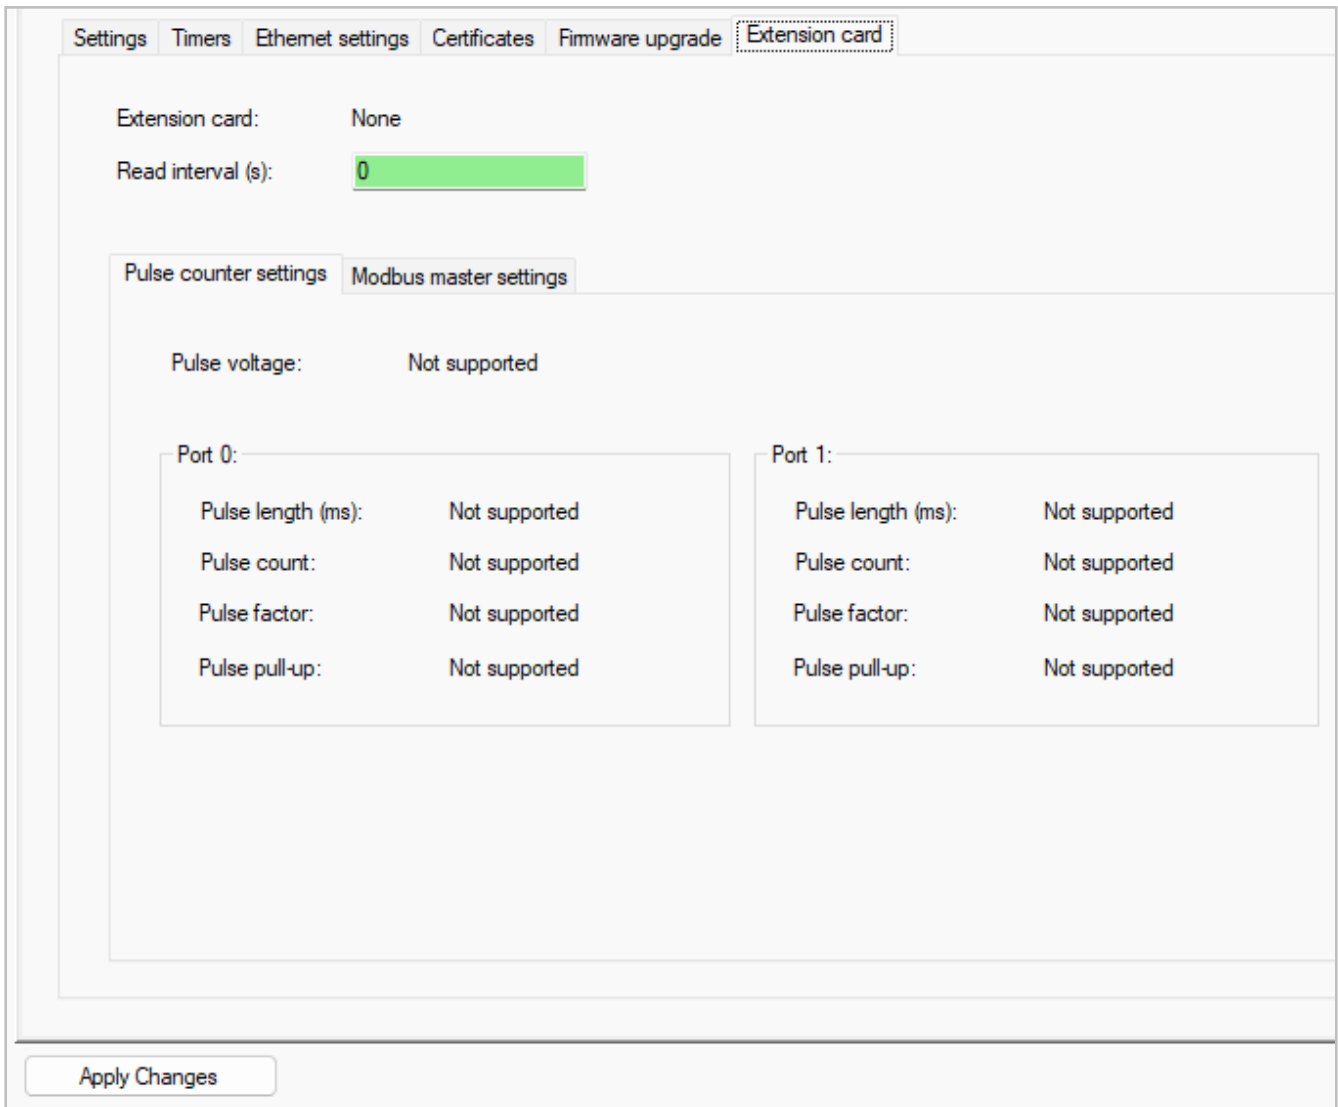 Settings Timers Ethernet settings Certificates Firmware upgrade Extension card
Extension card: None
Read interval (s): 0
Pulse counter settings Modbus master settings
Pulse voltage: Not supported
Port 0: Port 1:
Pulse length (ms): Not supported Pulse length (ms): Not supported
Pulse count: Not supported Pulse count: Not supported
Pulse factor: Not supported Pulse factor: Not supported
Pulse pull-up: Not supported Pulse pull-up: Not supported
Apply Changes